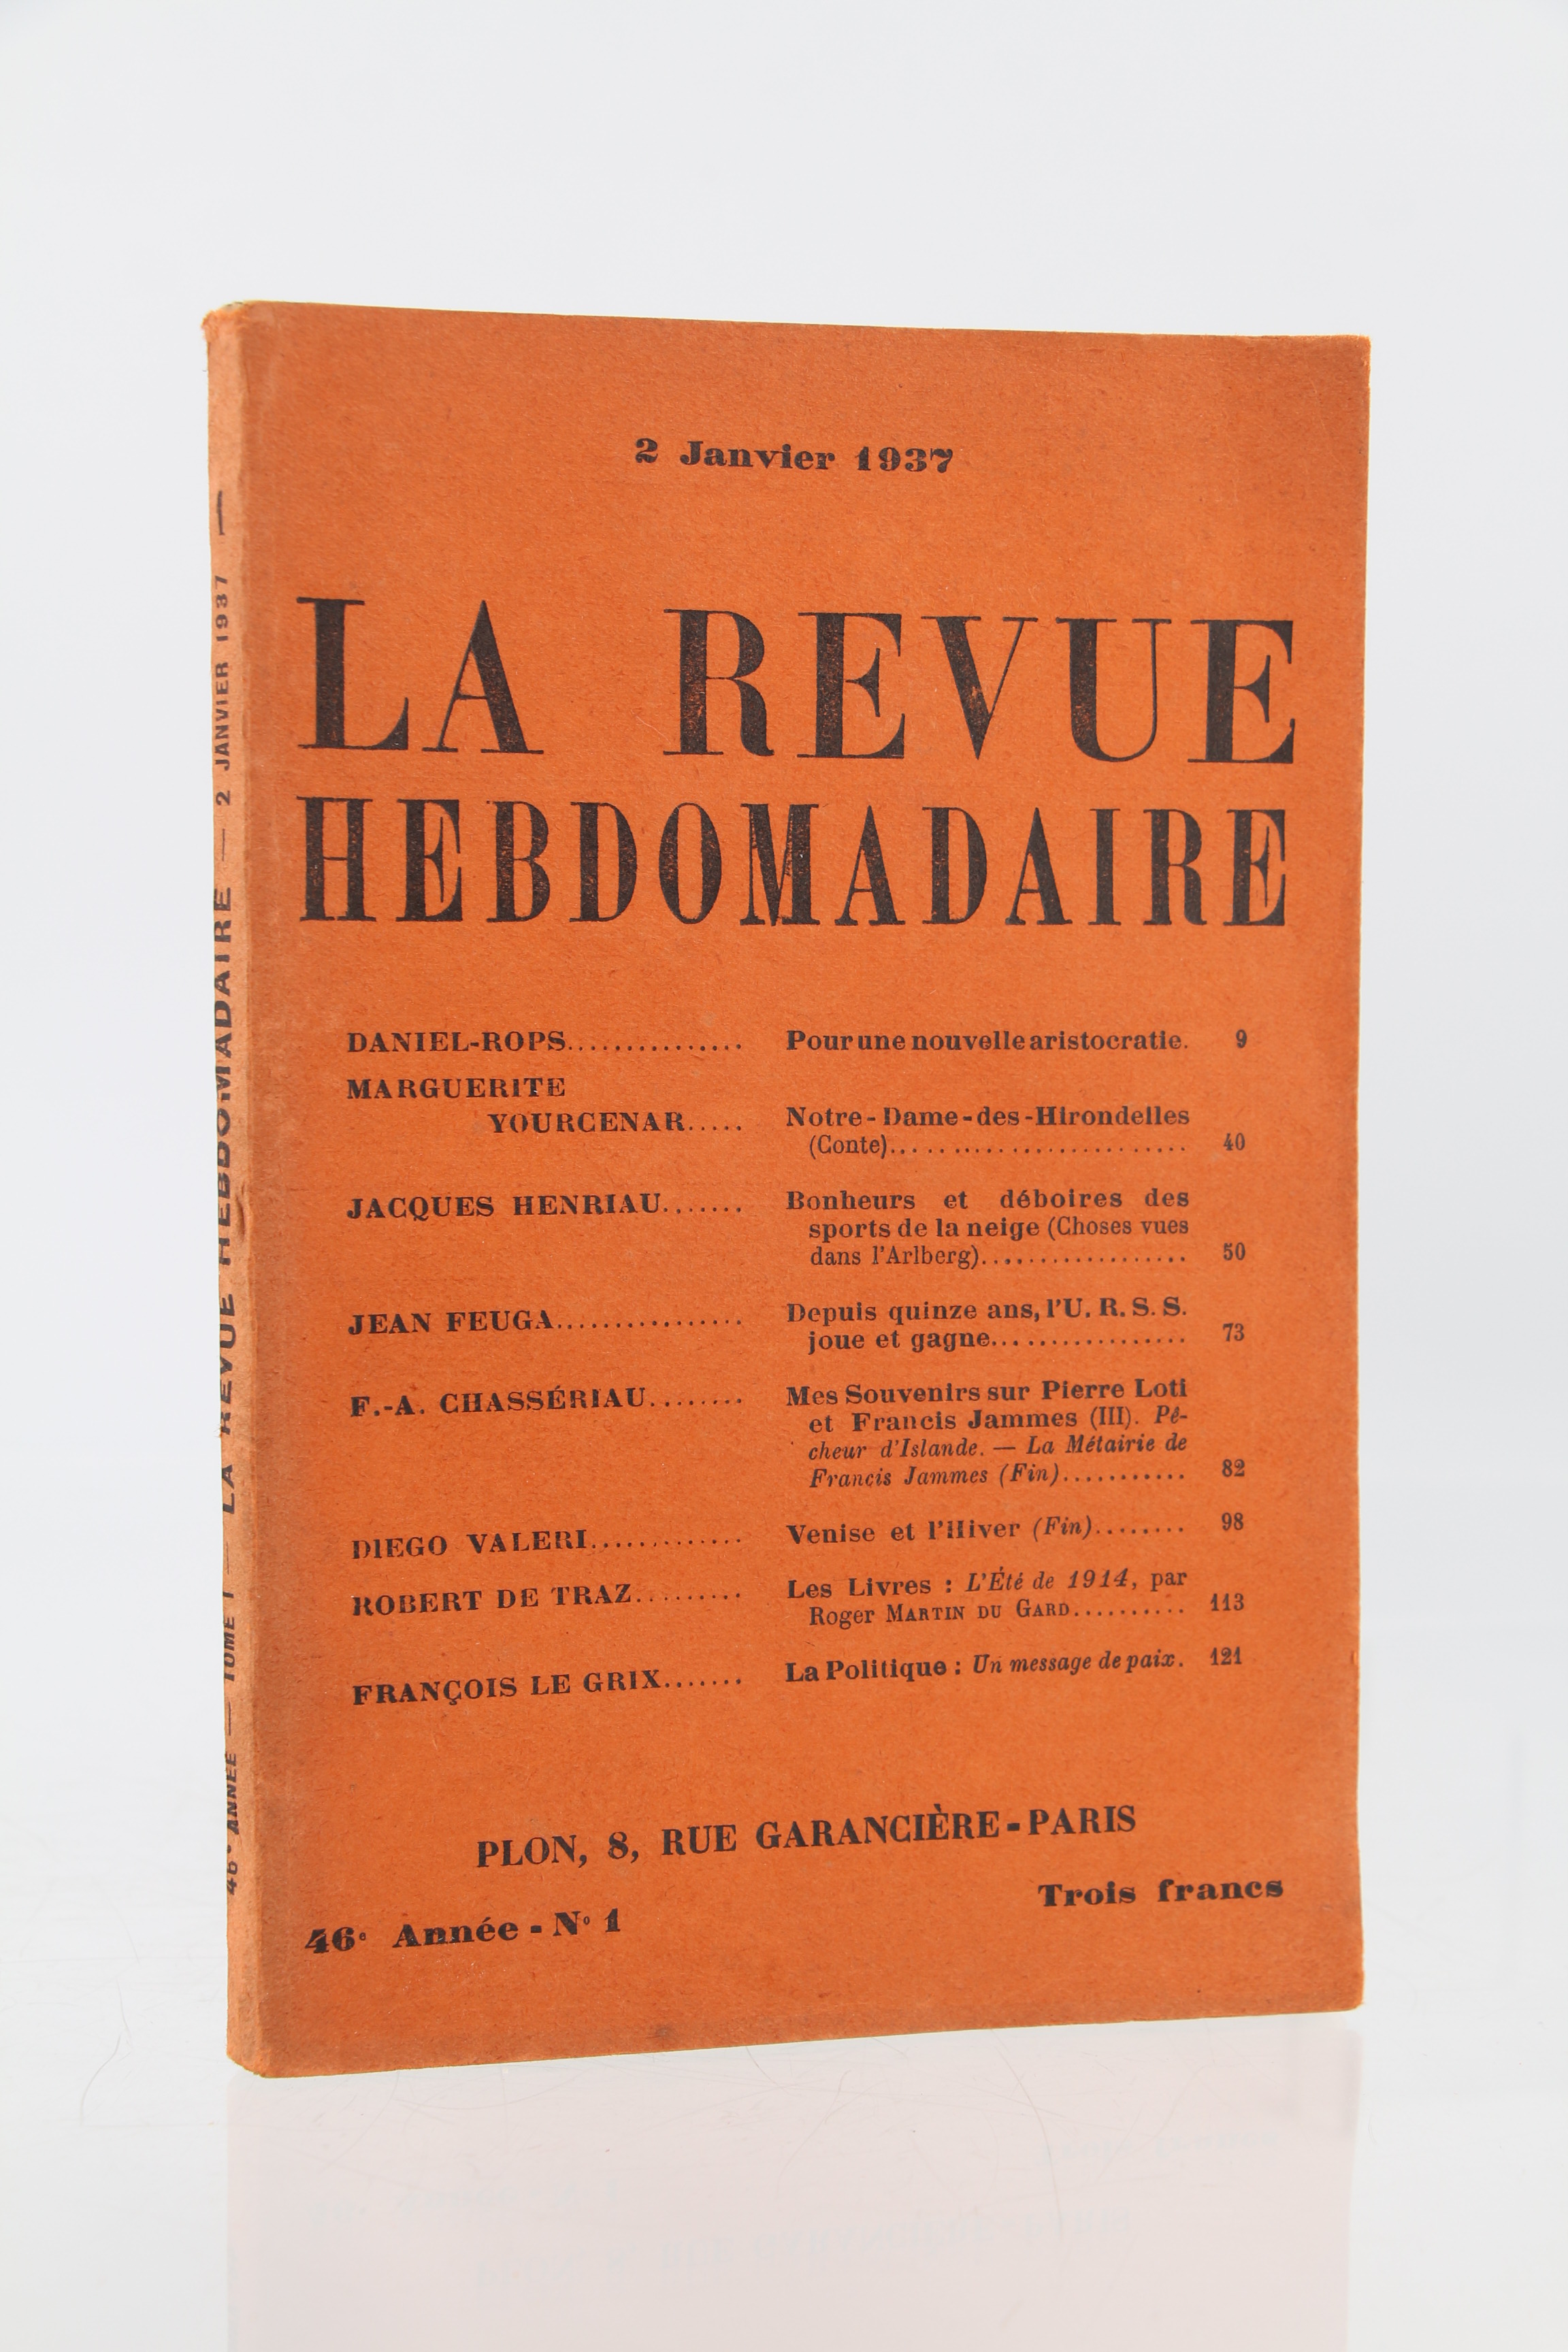 2 Janvier 1937
LA REVUE
HEBDOMADAIRE
DANIEL-ROPS............... Pour une nouvelle aristocratie. 9
MARGUERITE
YOURCENAR..... Notre-Dame-des-Hirondelles
(Conte)......................... 40
JACQUES HENRIAU....... Bonheurs et déboires des
sports de la neige (Choses vues
dans l'Arlberg).................. 50
JEAN FEUGA................ Depuis quinze ans, l'U. R. S. S.
joue et gagne................. 73
F.-A. CHASSÉRIAU........ Mes Souvenirs sur Pierre Loti
et Francis Jammes (III). Pê-
cheur d'Islande. — La Métairie de
Francis Jammes (Fin)........... 82
DIEGO VALERI............. Venise et l'Hiver (Fin)........ 98
ROBERT DE TRAZ......... Les Livres : L'Été de 1914, par
Roger MARTIN DU GARD.......... 113
FRANÇOIS LE GRIX....... La Politique : Un message de paix. 121
PLON, 8, RUE GARANCIÈRE-PARIS
Trois francs
46e Année - No 1
46e ANNÉE — TOME I — LA REVUE HEBDOMADAIRE — 2 JANVIER 1937 —